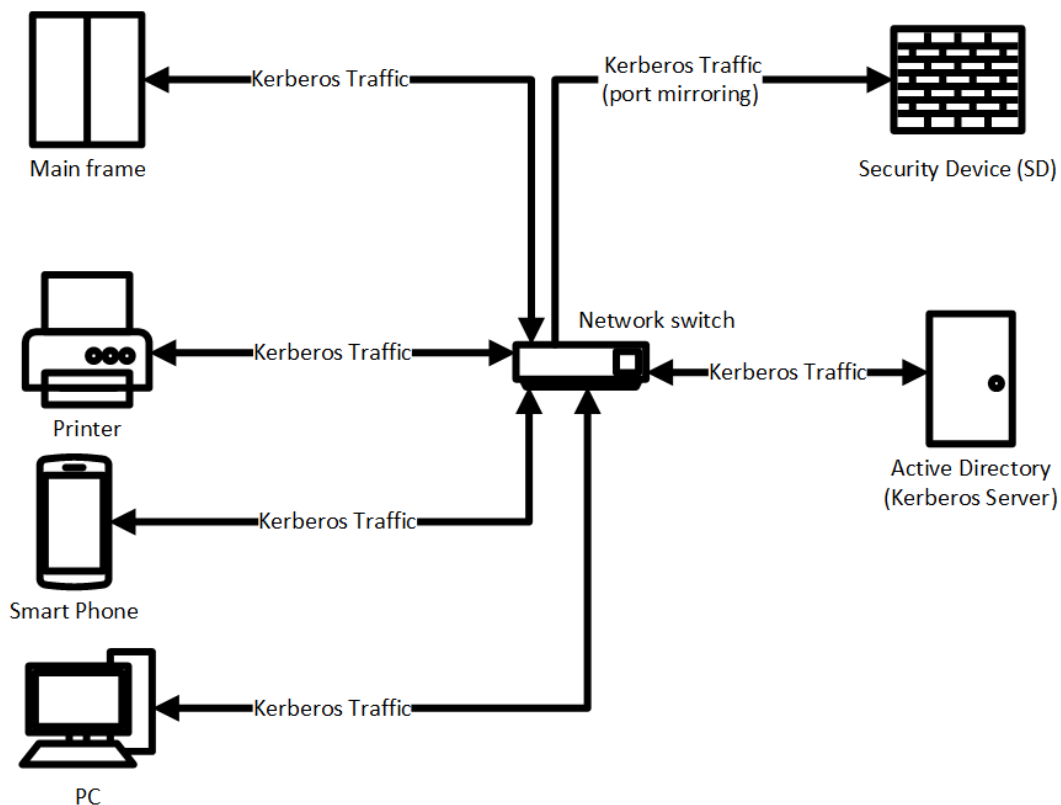 Kerberos Traffic
Main frame
Kerberos Traffic
(port mirroring)
Security Device (SD)
Network switch
Kerberos Traffic
Printer
Kerberos Traffic
Active Directory
(Kerberos Server)
Kerberos Traffic
Smart Phone
Kerberos Traffic
PC